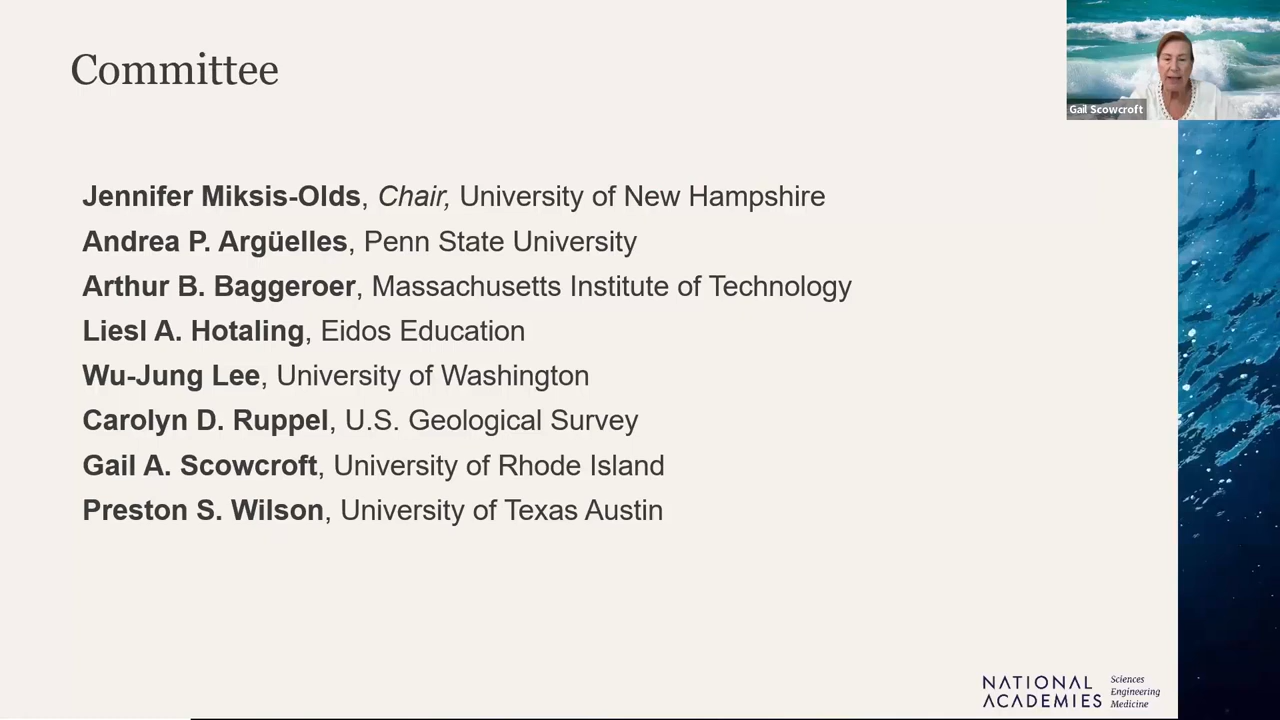 Committee
Gail Scowcroft
Jennifer Miksis-Olds, Chair, University of New Hampshire
Andrea P. Argüelles, Penn State University
Arthur B. Baggeroer, Massachusetts Institute of Technology
Liesl A. Hotaling, Eidos Education
Wu-Jung Lee, University of Washington
Carolyn D. Ruppel, U.S. Geological Survey
Gail A. Scowcroft, University of Rhode Island
Preston S. Wilson, University of Texas Austin
NATIONAL ACADEMIES
Sciences
Engineering
Medicine